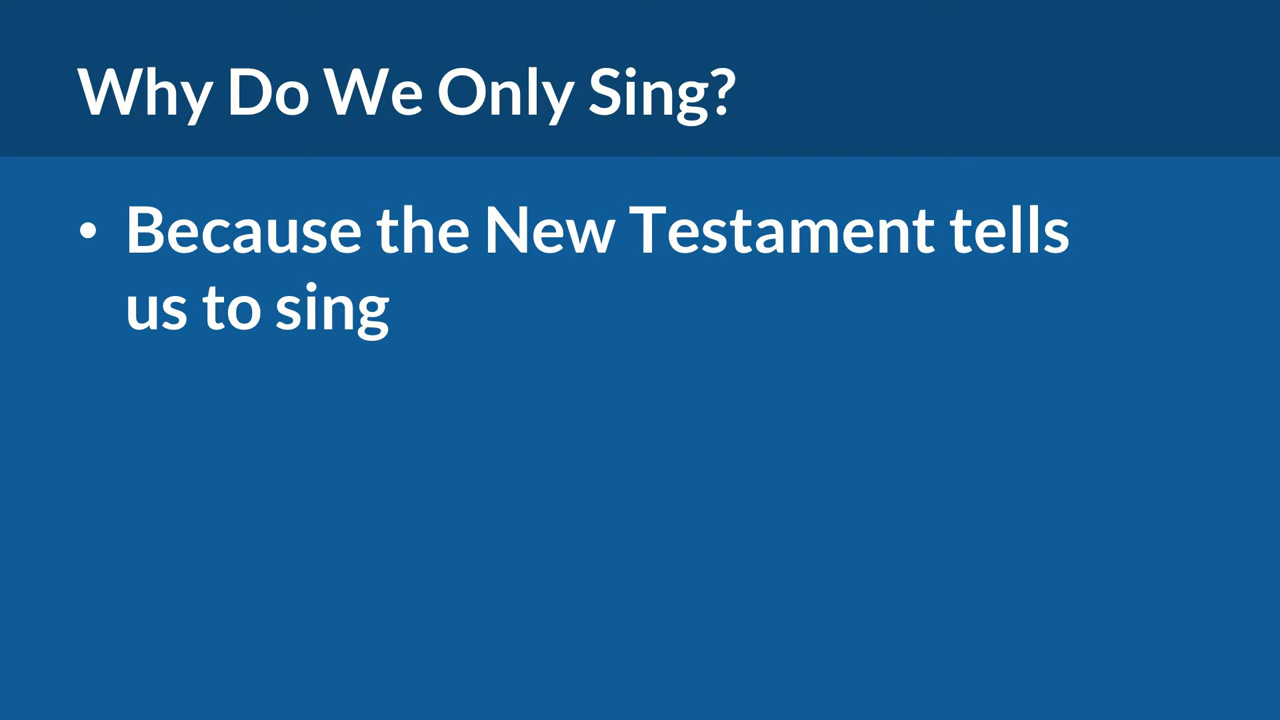 Why Do We Only Sing?
• Because the New Testament tells
us to sing